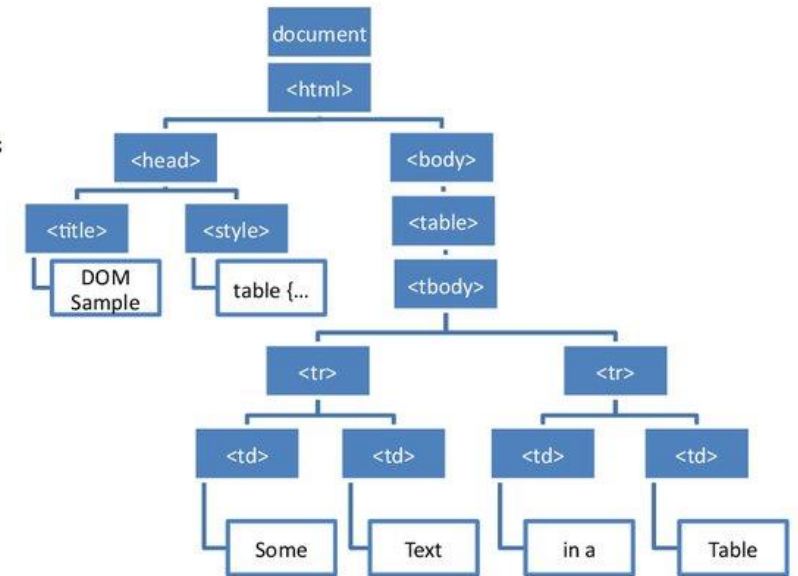 document
<html>
<head>
<body>
<title>
<style>
<table>
DOM
Sample
table {...
<tbody>
<tr>
<tr>
<td>
<td>
<td>
<td>
Some
Text
in a
Table